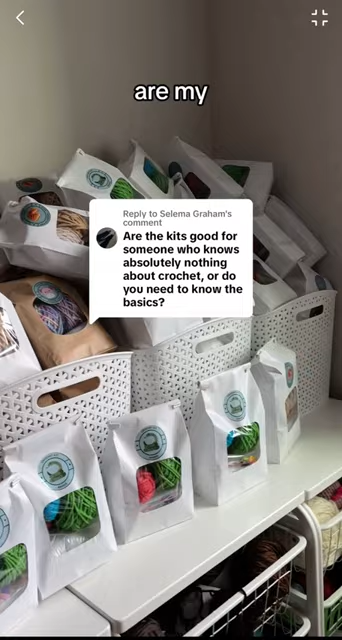 are my
Reply to Selema Graham's
comment
Are the kits good for
someone who knows
absolutely nothing
about crochet, or do
you need to know the
basics?